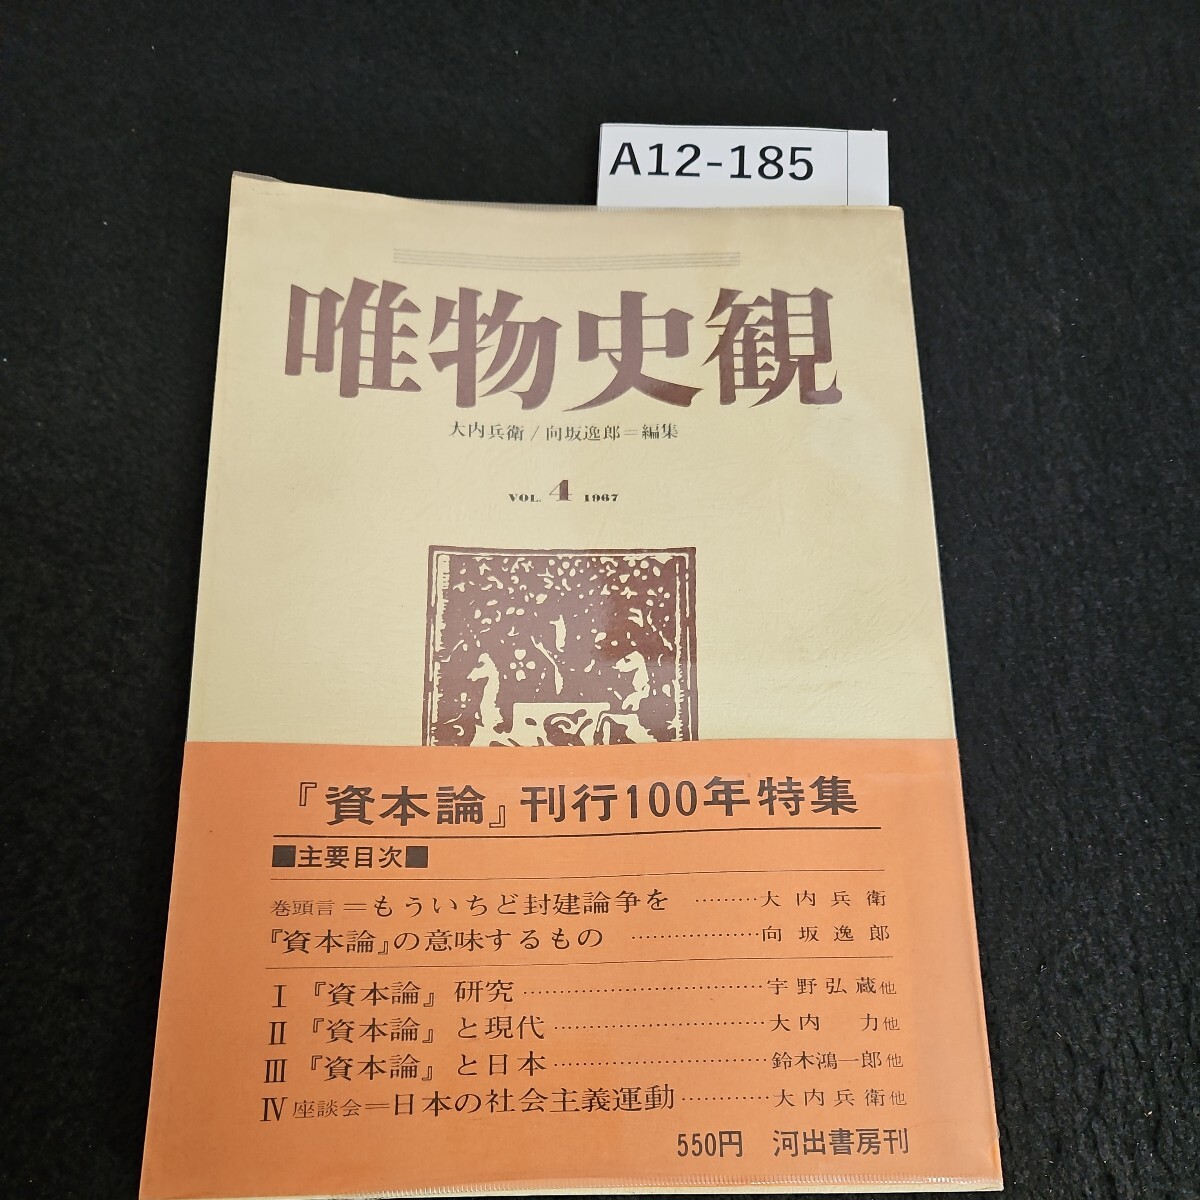 A12-185
唯物史観
大内兵衛/向坂逸郎=編集
VOL. 4 1967
『資本論』刊行100年特集
■主要目次■
巻頭言=もういちど封建論争を………大内兵衛
『資本論』の意味するもの………………向坂逸郎
Ⅰ『資本論』研究……………………………宇野弘蔵他
Ⅱ『資本論』と現代…………………………大内 力他
Ⅲ『資本論』と日本…………………………鈴木鴻一郎他
Ⅳ座談会=日本の社会主義運動…………大内兵衛他
550円 河出書房刊